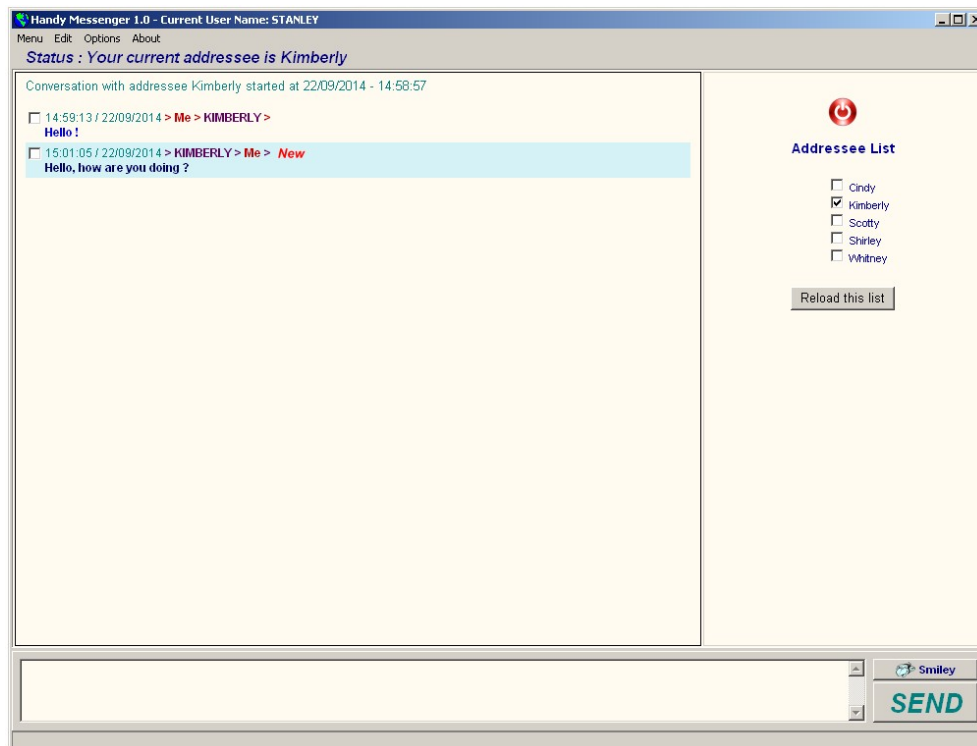 Handy Messenger 1.0 - Current User Name: STANLEY
Menu Edit Options About
Status : Your current addressee is Kimberly
Conversation with addressee Kimberly started at 22/09/2014 - 14:58:57
14:59:13 / 22/09/2014 > Me > KIMBERLY >
Hello !
15:01:05 / 22/09/2014 > KIMBERLY > Me > New
Hello, how are you doing ?
Addressee List
Cindy
Kimberly
Scotty
Shirley
Whitney
Reload this list
Smiley
SEND